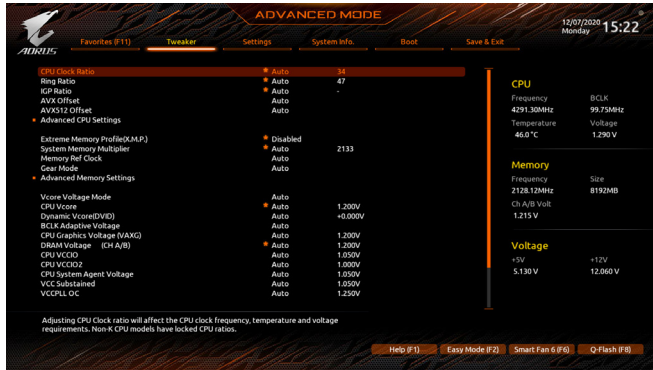 ADVANCED MODE
12/07/2020 Monday 15:22
AORUS
Favorites (F11) Tweaker Settings System Info. Boot Save & Exit
CPU Clock Ratio Auto 34
Ring Ratio Auto 47
IGP Ratio Auto -
AVX Offset Auto
AVX512 Offset Auto
Advanced CPU Settings
Extreme Memory Profile(X.M.P.) Disabled
System Memory Multiplier Auto 2133
Memory Ref Clock Auto
Gear Mode Auto
Advanced Memory Settings
Vcore Voltage Mode Auto
CPU Vcore Auto 1.200V
Dynamic Vcore(DVID) Auto +0.000V
BCLK Adaptive Voltage Auto
CPU Graphics Voltage (VAXG) Auto 1.200V
DRAM Voltage (CH A/B) Auto 1.200V
CPU VCCIO Auto 1.050V
CPU VCCIO2 Auto 1.000V
CPU System Agent Voltage Auto 1.050V
VCC Substained Auto 1.050V
VCCPLL OC Auto 1.250V
CPU
Frequency BCLK
4291.30MHz 99.75MHz
Temperature Voltage
46.0 °C 1.290 V
Memory
Frequency Size
2128.12MHz 8192MB
Ch A/B Volt
1.215 V
Voltage
+5V +12V
5.130 V 12.060 V
Adjusting CPU Clock ratio will affect the CPU clock frequency, temperature and voltage
requirements. Non-K CPU models have locked CPU ratios.
Help (F1) Easy Mode (F2) Smart Fan 6 (F6) Q-Flash (F8)